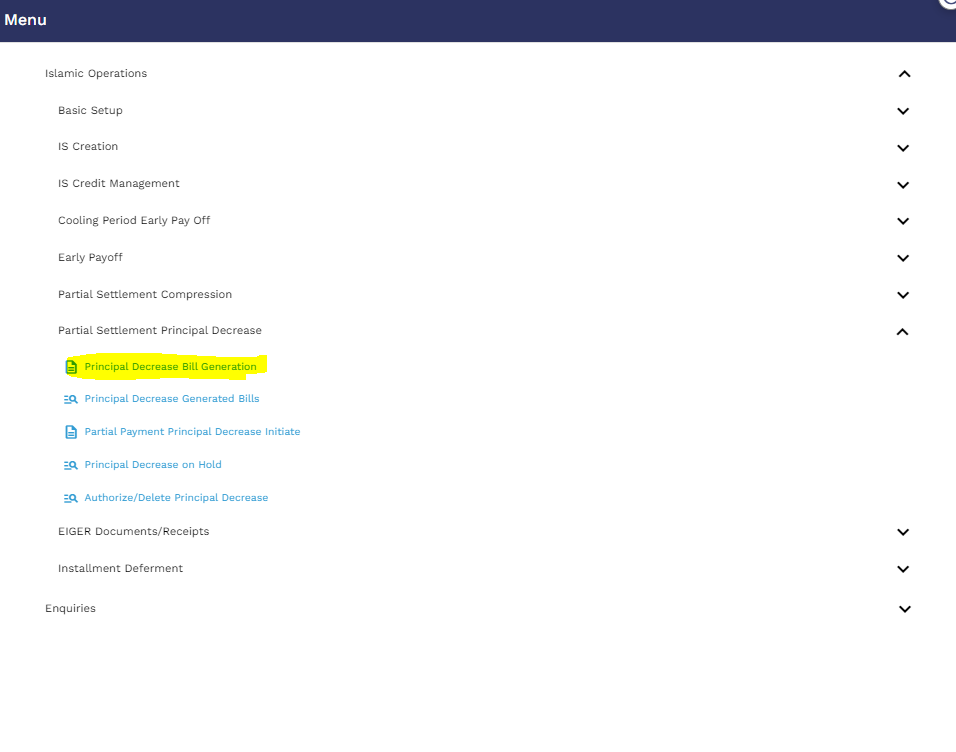 Menu
Islamic Operations
Basic Setup
IS Creation
IS Credit Management
Cooling Period Early Pay Off
Early Payoff
Partial Settlement Compression
Partial Settlement Principal Decrease
Principal Decrease Bill Generation
Principal Decrease Generated Bills
Partial Payment Principal Decrease Initiate
Principal Decrease on Hold
Authorize/Delete Principal Decrease
EIGER Documents/Receipts
Installment Deferment
Enquiries